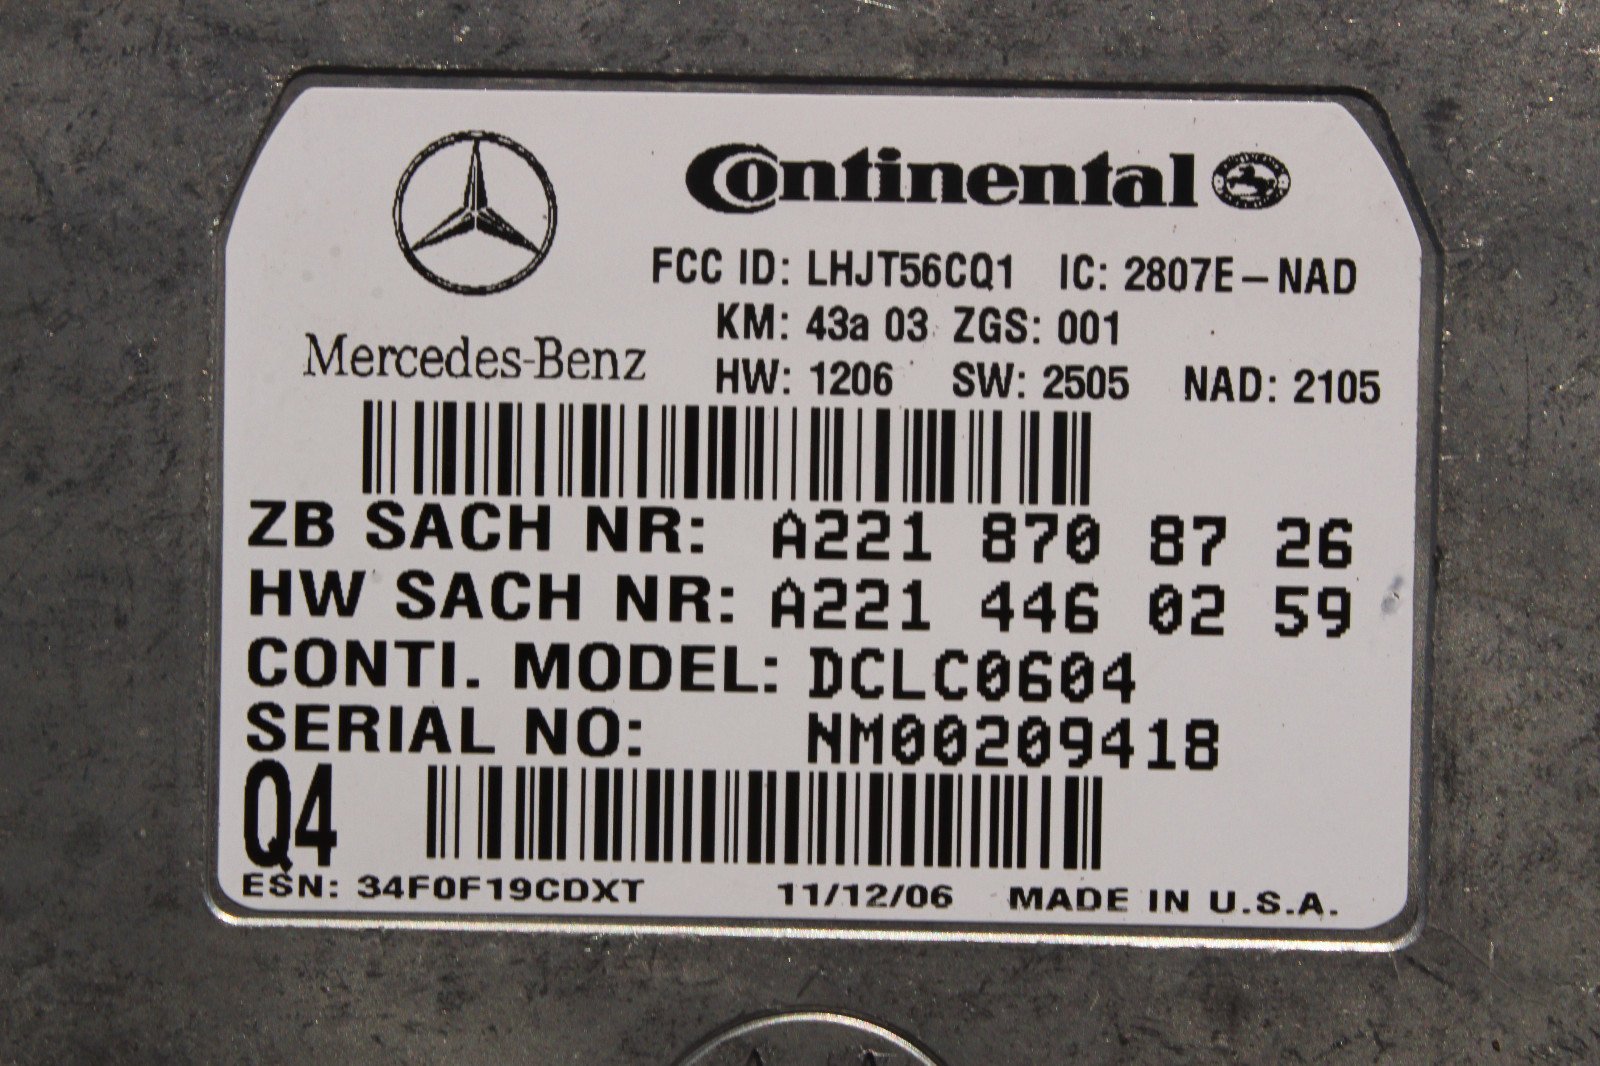 Continental
FCC ID: LHJT56CQ1 IC: 2807E-NAD
KM: 43a 03 ZGS: 001
Mercedes-Benz
HW: 1206 SW: 2505 NAD: 2105
ZB SACH NR: A221 870 87 26
HW SACH NR: A221 446 02 59
CONTI. MODEL: DCLC0604
SERIAL NO: NM00209418
Q4
ESN: 34F0F19CDXT 11/12/06 MADE IN U.S.A.